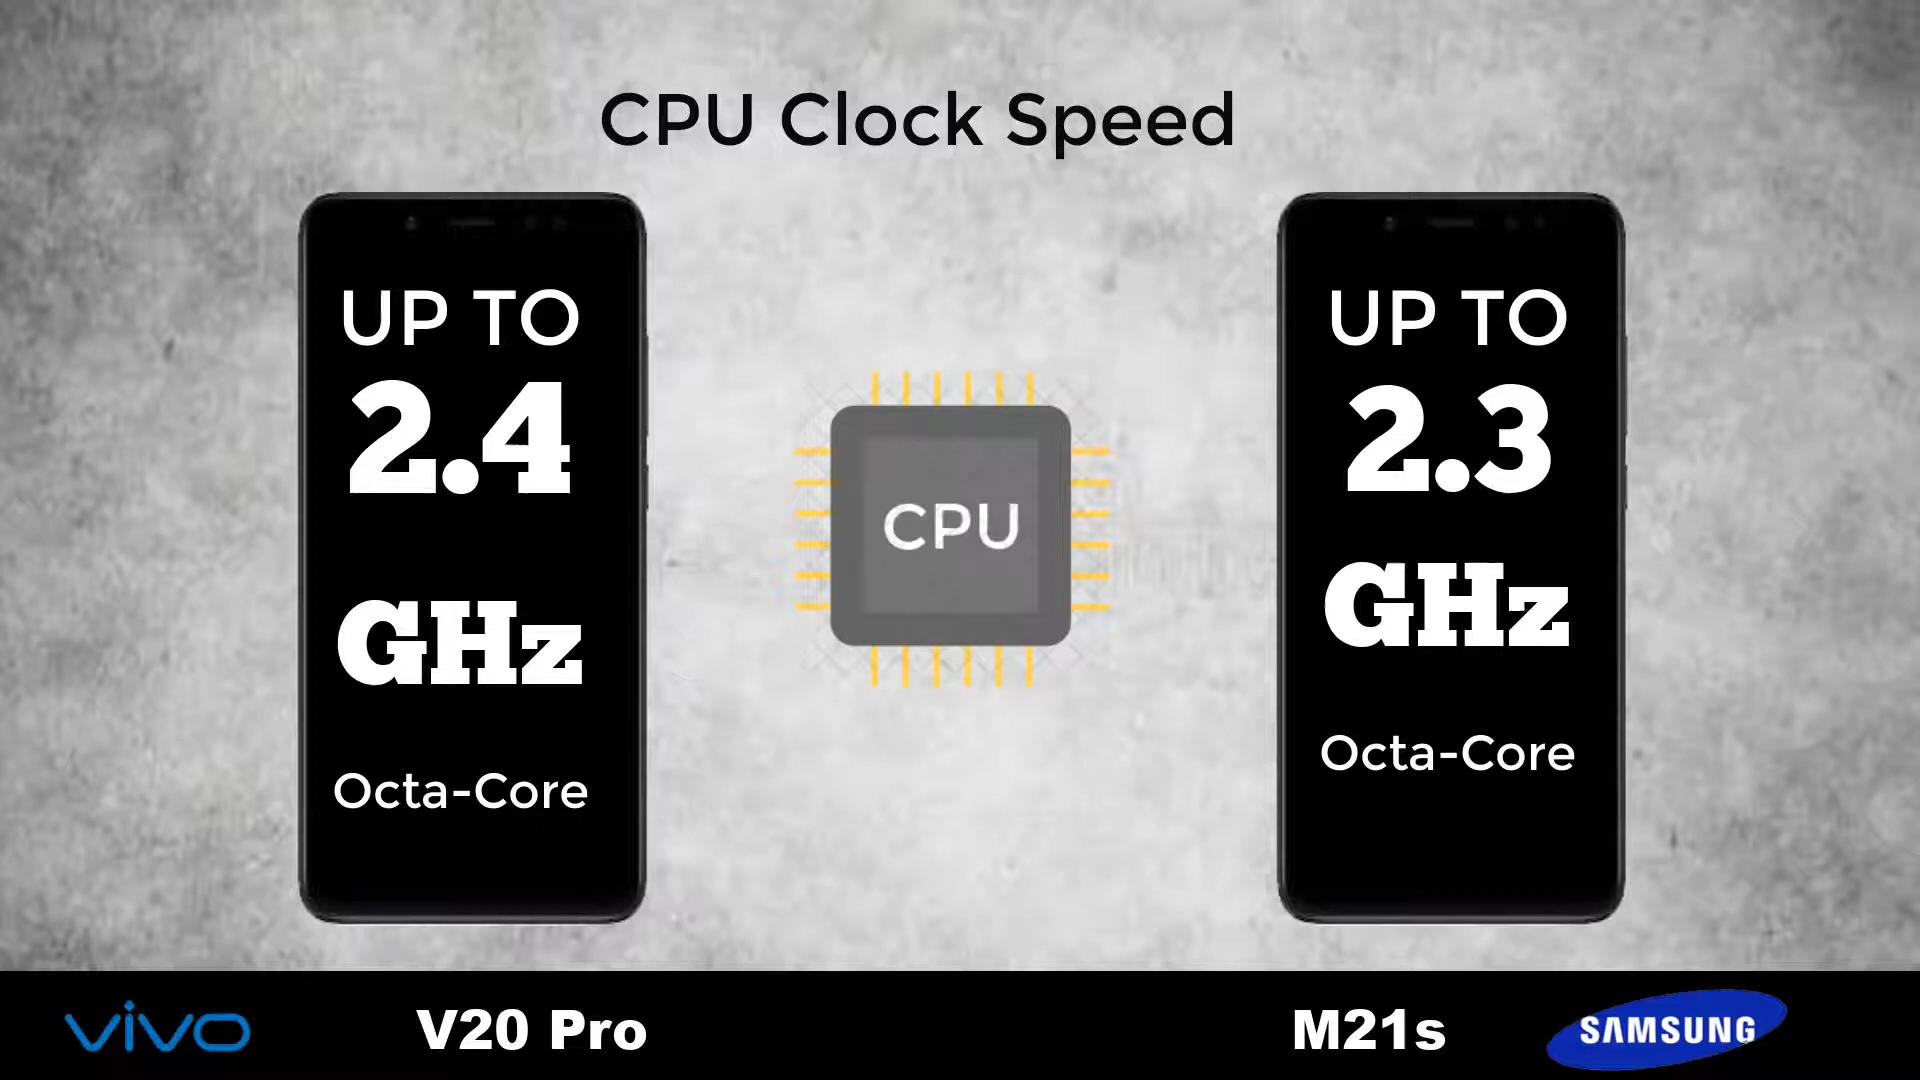 CPU Clock Speed
UP TO
2.4
GHz
Octa-Core
CPU
UP TO
2.3
GHz
Octa-Core
vivo
V20 Pro
M21s
SAMSUNG